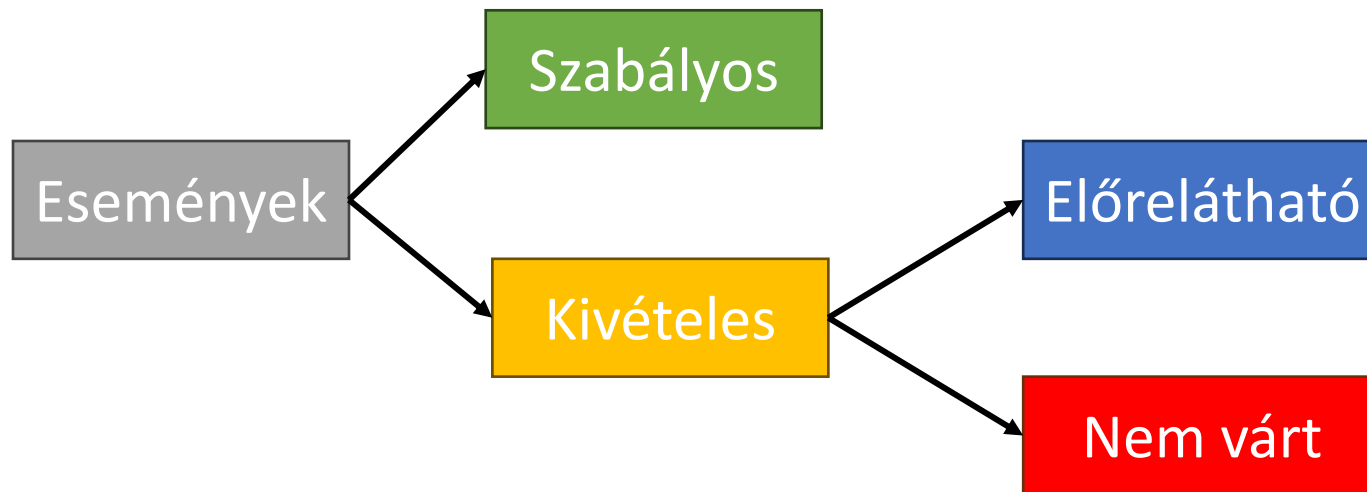 Események
Szabályos
Kivételes
Előrelátható
Nem várt